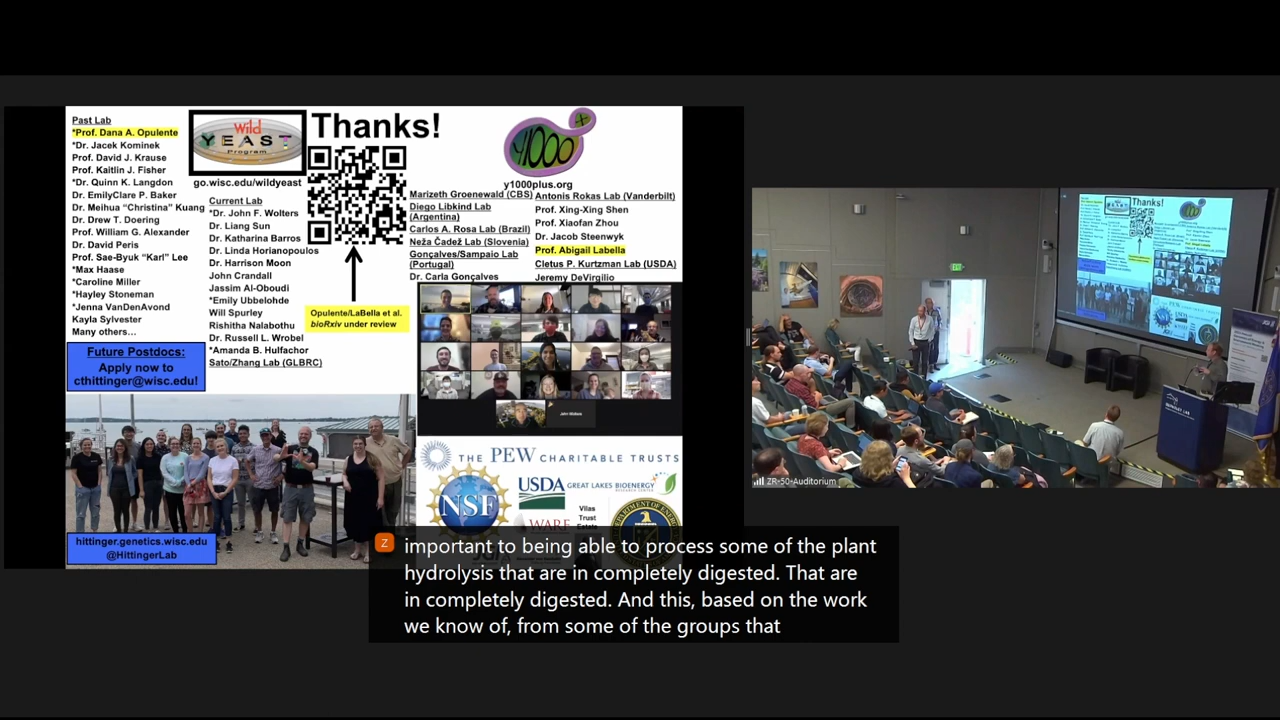 Past Lab
*Prof. Dana A. Opulente
*Dr. Jacek Kominek
Prof. David J. Krause
Prof. Kaitlin J. Fisher
*Dr. Quinn K. Langdon
Dr. EmilyClare P. Baker
Dr. Meihua “Christina” Kuang
Dr. Drew T. Doering
Prof. William G. Alexander
Dr. David Peris
Prof. Sae-Byuk “Karl” Lee
*Max Haase
*Caroline Miller
*Hayley Stoneman
*Jenna VanDenAvond
Kayla Sylvester
Many others…
Future Postdocs:
Apply now to
cthittinger@wisc.edu!
wild
YEAST
Program
go.wisc.edu/wildyeast
Current Lab
*Dr. John F. Wolters
Dr. Liang Sun
Dr. Katharina Barros
Dr. Linda Horianopoulos
Dr. Harrison Moon
John Crandall
Jassim Al-Oboudi
*Emily Ubbelohde
Will Spurley
Rishitha Nalabothu
Dr. Russell L. Wrobel
*Amanda B. Hulfachor
Sato/Zhang Lab (GLBRC)
Thanks!
Opulente/LaBella et al.
bioRxiv under review
y1000+
y1000plus.org
Marizeth Groenewald (CBS)
Diego Libkind Lab
(Argentina)
Carlos A. Rosa Lab (Brazil)
Neža Čadež Lab (Slovenia)
Gonçalves/Sampaio Lab
(Portugal)
Dr. Carla Gonçalves
Antonis Rokas Lab (Vanderbilt)
Prof. Xing-Xing Shen
Prof. Xiaofan Zhou
Dr. Jacob Steenwyk
Prof. Abigail Labella
Cletus P. Kurtzman Lab (USDA)
Jeremy DeVirgilio
John Wolters
THE PEW CHARITABLE TRUSTS
NSF
USDA
GREAT LAKES BIOENERGY
RESEARCH CENTER
WARF
Vilas
Trust
Estate
hittinger.genetics.wisc.edu
@HittingerLab
Z
important to being able to process some of the plant
hydrolysis that are in completely digested. That are
in completely digested. And this, based on the work
we know of, from some of the groups that
Thanks!
BERKELEY LAB
ZR-50-Auditorium